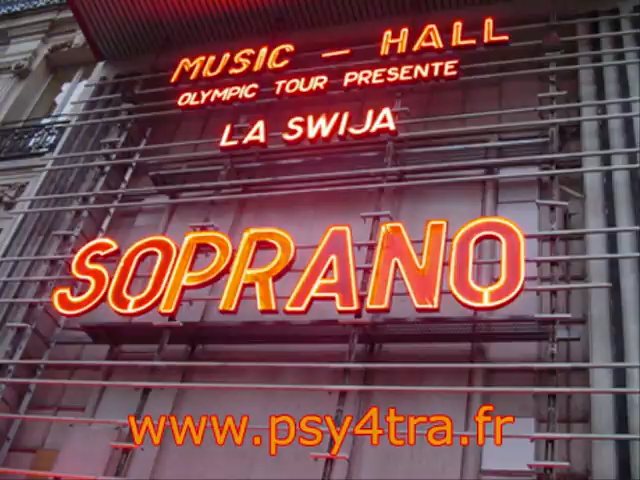 MUSIC - HALL
OLYMPIC TOUR PRESENTE
LA SWIJA
SOPRANO
www.psy4tra.fr